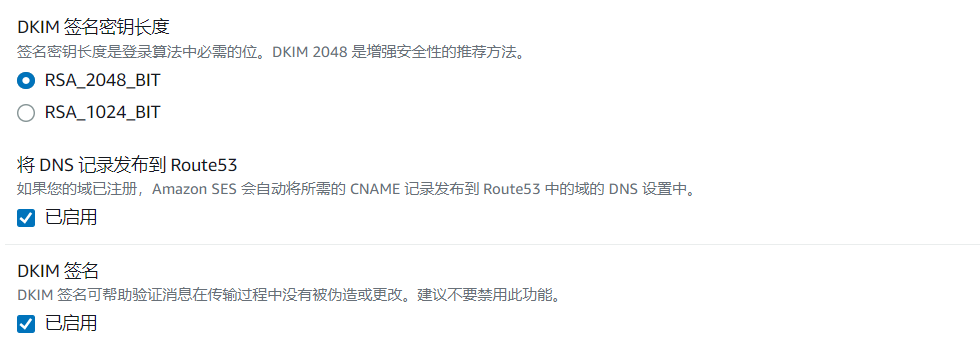 DKIM 签名密钥长度
签名密钥长度是登录算法中必需的位。DKIM 2048 是增强安全性的推荐方法。
RSA_2048_BIT
RSA_1024_BIT
将 DNS 记录发布到 Route53
如果您的域已注册，Amazon SES 会自动将所需的 CNAME 记录发布到 Route53 中的域的 DNS 设置中。
已启用
DKIM 签名
DKIM 签名可帮助验证消息在传输过程中没有被伪造或更改。建议不要禁用此功能。
已启用